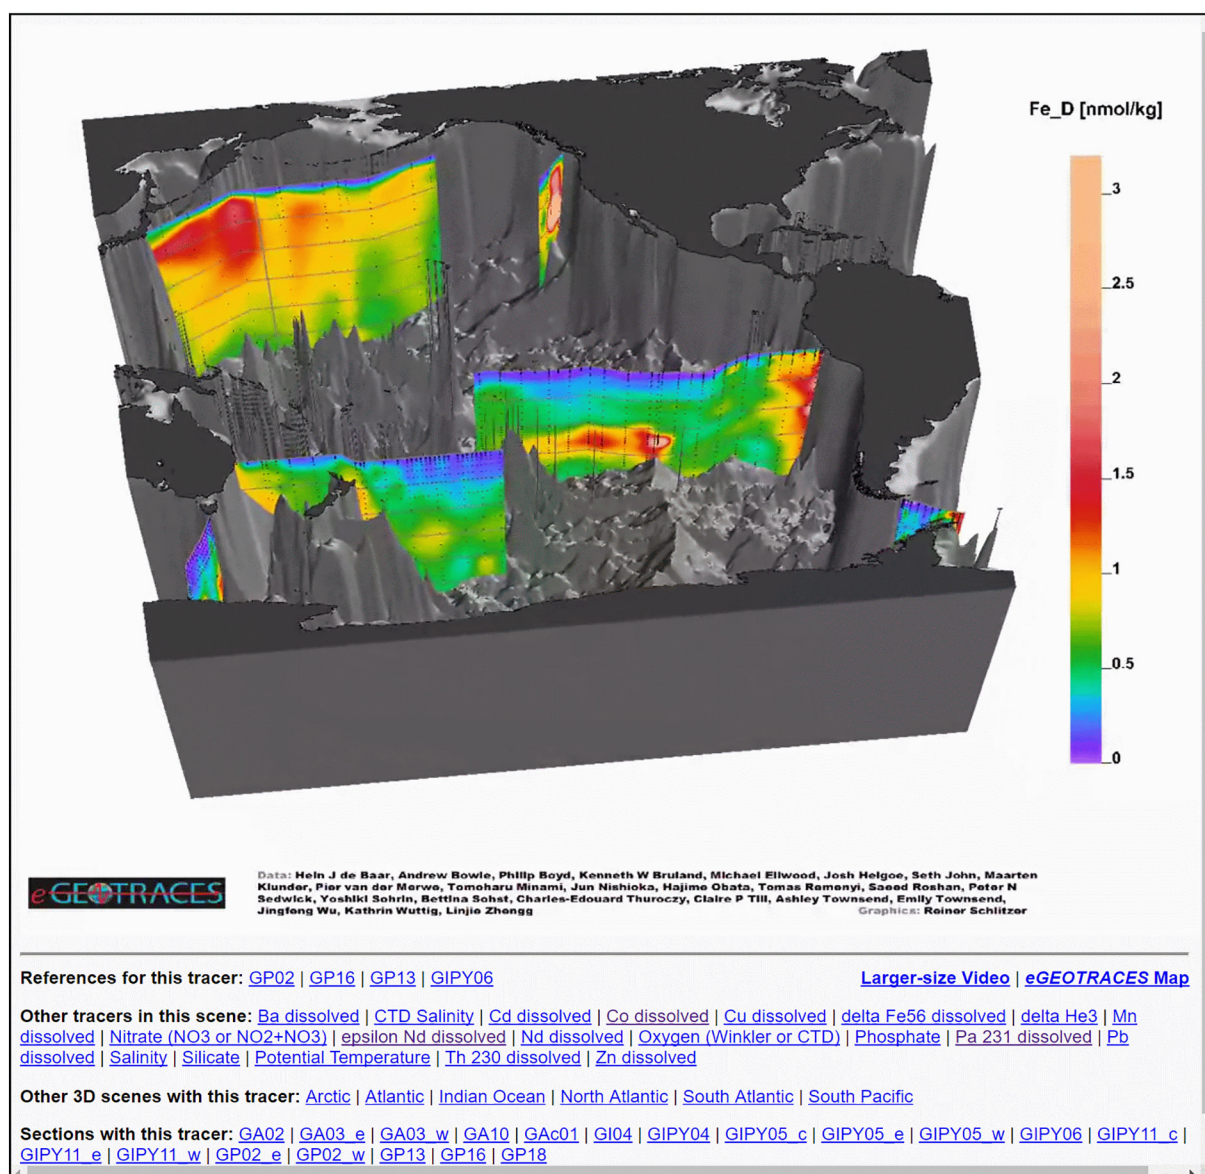 Fe_D [nmol/kg]
3
2.5
2
1.5
1
0.5
0
eGEOTRACES
Data: Hein J de Baar, Andrew Bowie, Philip Boyd, Kenneth W Bruland, Michael Ellwood, Josh Helgoe, Seth John, Maarten
Klunder, Pier van der Merwe, Tomoharu Minami, Jun Nishioka, Hajime Obata, Tomas Remenyi, Saeed Roshan, Peter N
Sedwick, Yoshiki Sohrin, Bettina Sohst, Charles-Edouard Thuroczy, Claire P Till, Ashley Townsend, Emily Townsend,
Jingfeng Wu, Kathrin Wuttig, Linjie Zhengg
Graphics: Reiner Schlitzer
References for this tracer: GP02 | GP16 | GP13 | GIPY06
Larger-size Video | eGEOTRACES Map
Other tracers in this scene: Ba dissolved | CTD Salinity | Cd dissolved | Co dissolved | Cu dissolved | delta Fe56 dissolved | delta He3 | Mn
dissolved | Nitrate (NO3 or NO2+NO3) | epsilon Nd dissolved | Nd dissolved | Oxygen (Winkler or CTD) | Phosphate | Pa 231 dissolved | Pb
dissolved | Salinity | Silicate | Potential Temperature | Th 230 dissolved | Zn dissolved
Other 3D scenes with this tracer: Arctic | Atlantic | Indian Ocean | North Atlantic | South Atlantic | South Pacific
Sections with this tracer: GA02 | GA03_e | GA03_w | GA10 | GAc01 | GI04 | GIPY04 | GIPY05_c | GIPY05_e | GIPY05_w | GIPY06 | GIPY11_c |
GIPY11_e | GIPY11_w | GP02_e | GP02_w | GP13 | GP16 | GP18